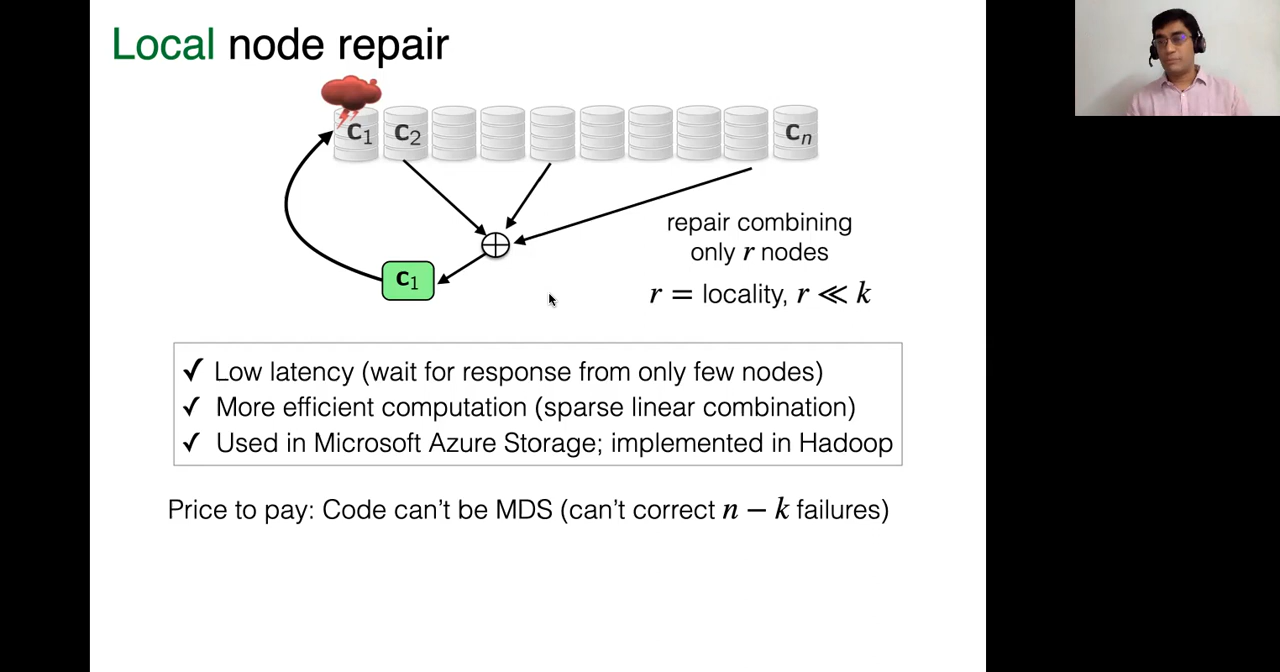 Local node repair
c1 c2 cn
repair combining
only r nodes
c1
r = locality, r ≪ k
✓ Low latency (wait for response from only few nodes)
✓ More efficient computation (sparse linear combination)
✓ Used in Microsoft Azure Storage; implemented in Hadoop
Price to pay: Code can't be MDS (can't correct n − k failures)